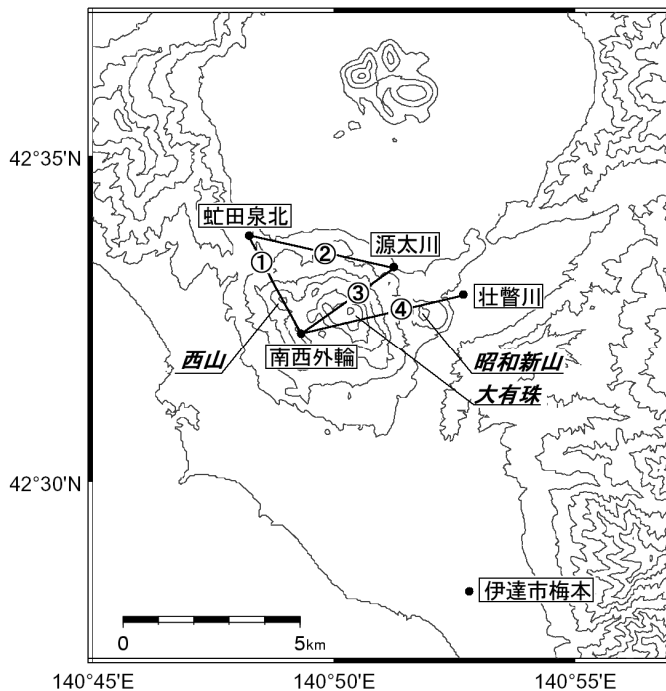 42°35'N
虻田泉北
源太川
②
①
③
壮瞥川
④
西山
南西外輪
昭和新山
大有珠
42°30'N
伊達市梅本
0
5km
140°45'E
140°50'E
140°55'E